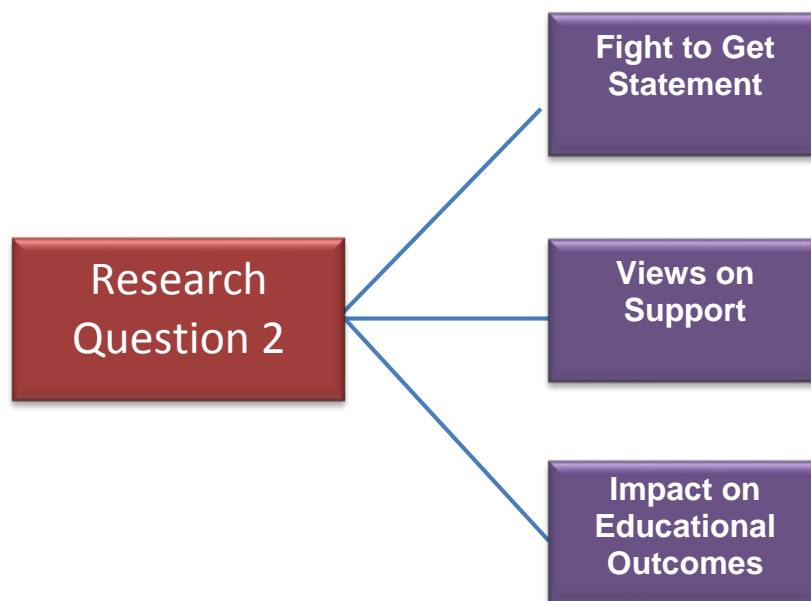 Research
Question 2
Fight to Get
Statement
Views on
Support
Impact on
Educational
Outcomes